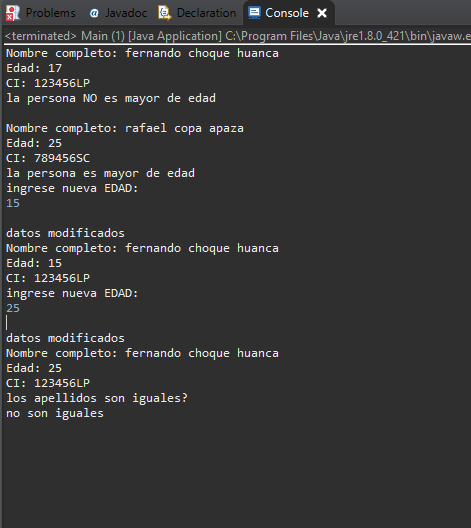 Problems @ Javadoc Declaration Console
<terminated> Main (1) [Java Application] C:\Program Files\Java\jre1.8.0_421\bin\javaw.e
Nombre completo: fernando choque huanca
Edad: 17
CI: 123456LP
la persona NO es mayor de edad
Nombre completo: rafael copa apaza
Edad: 25
CI: 789456SC
la persona es mayor de edad
ingrese nueva EDAD:
15
datos modificados
Nombre completo: fernando choque huanca
Edad: 15
CI: 123456LP
ingrese nueva EDAD:
25
datos modificados
Nombre completo: fernando choque huanca
Edad: 25
CI: 123456LP
los apellidos son iguales?
no son iguales